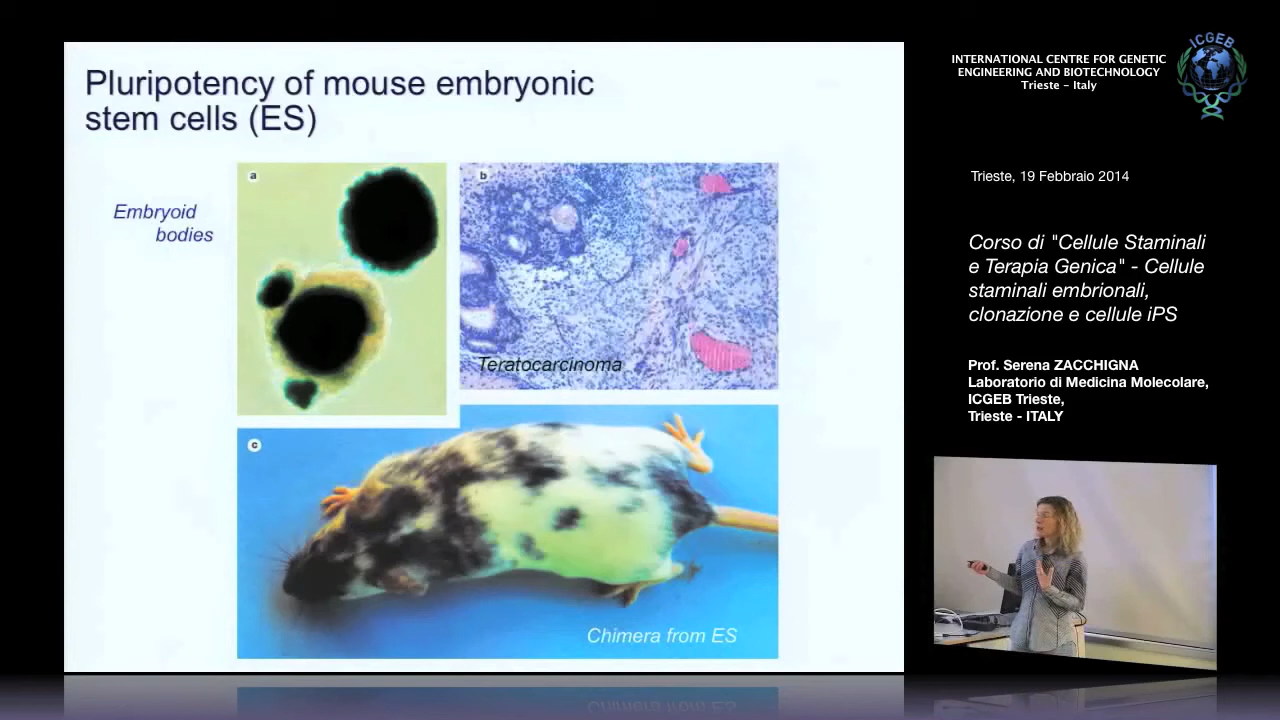 Pluripotency of mouse embryonic
stem cells (ES)
Embryoid
bodies
a
b
Teratocarcinoma
c
Chimera from ES
INTERNATIONAL CENTRE FOR GENETIC
ENGINEERING AND BIOTECHNOLOGY
Trieste - Italy
ICGEB
Trieste, 19 Febbraio 2014
Corso di "Cellule Staminali
e Terapia Genica" - Cellule
staminali embrionali,
clonazione e cellule iPS
Prof. Serena ZACCHIGNA
Laboratorio di Medicina Molecolare,
ICGEB Trieste,
Trieste - ITALY